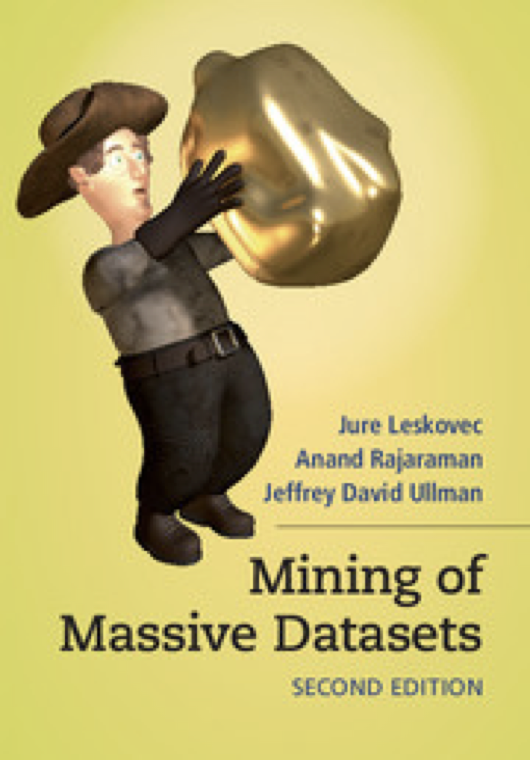 Jure Leskovec
Anand Rajaraman
Jeffrey David Ullman
Mining of
Massive Datasets
SECOND EDITION